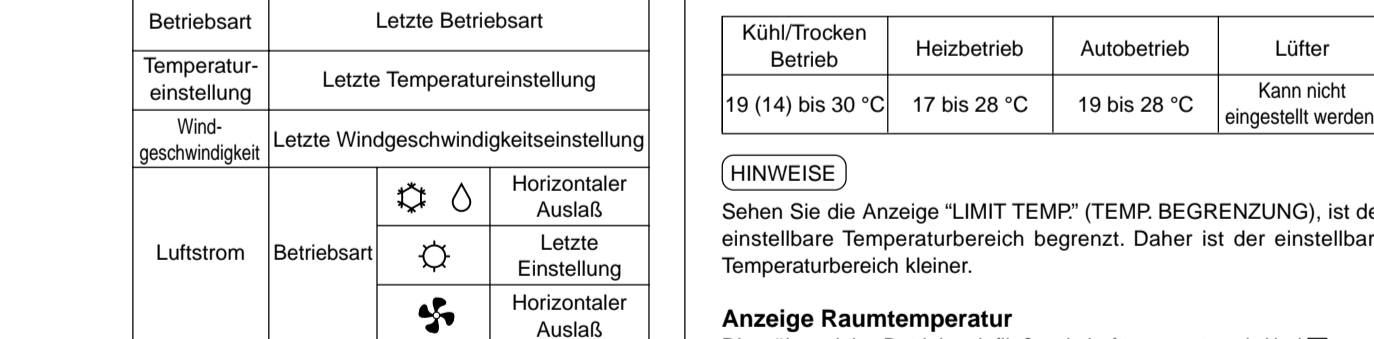 Betriebsart Letzte Betriebsart
Temperatur-
einstellung
Letzte Temperatureinstellung
Wind-
geschwindigkeit
Letzte Windgeschwindigkeitseinstellung
Luftstrom
Betriebsart
Horizontaler
Auslaß
Letzte
Einstellung
Horizontaler
Auslaß
Kühl/Trocken
Betrieb
Heizbetrieb
Autobetrieb
Lüfter
19 (14) bis 30 °C
17 bis 28 °C
19 bis 28 °C
Kann nicht
eingestellt werden
HINWEISE
Sehen Sie die Anzeige “LIMIT TEMP.” (TEMP. BEGRENZUNG), ist
einstellbare Temperaturbereich begrenzt. Daher ist der
Temperaturbereich kleiner.
Anzeige Raumtemperatur